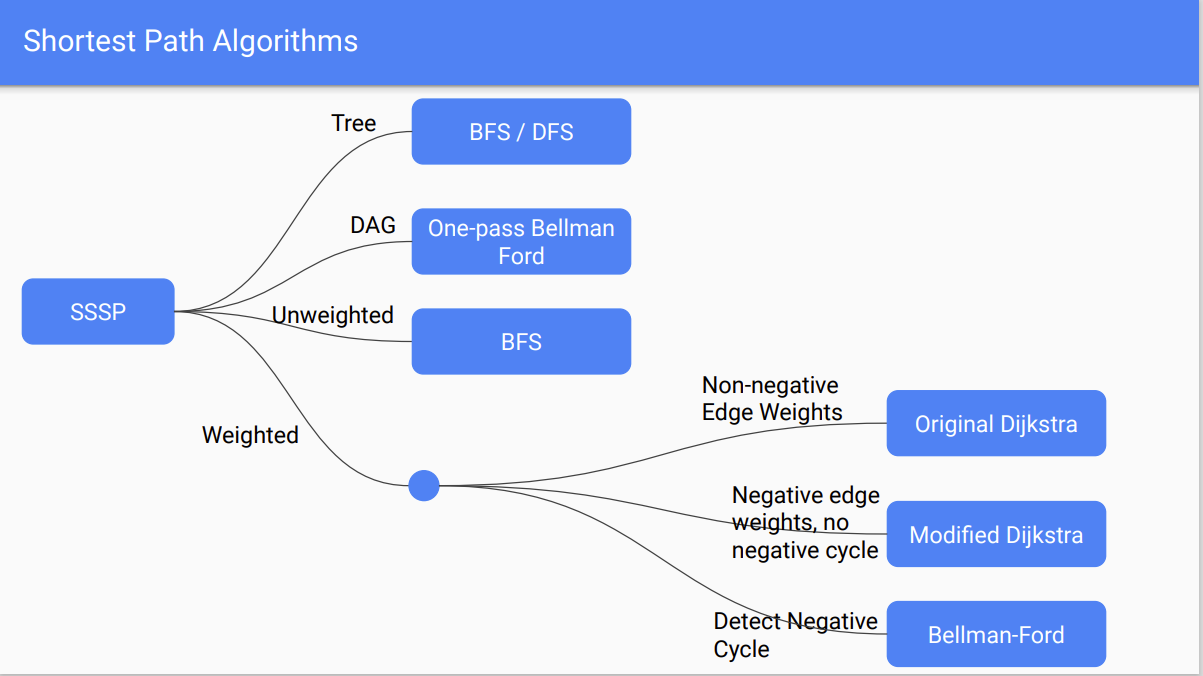 Shortest Path Algorithms
Tree
BFS / DFS
DAG
One-pass Bellman
Ford
SSSP
Unweighted
BFS
Weighted
Non-negative
Edge Weights
Original Dijkstra
Negative edge
weights, no
negative cycle
Modified Dijkstra
Detect Negative
Cycle
Bellman-Ford